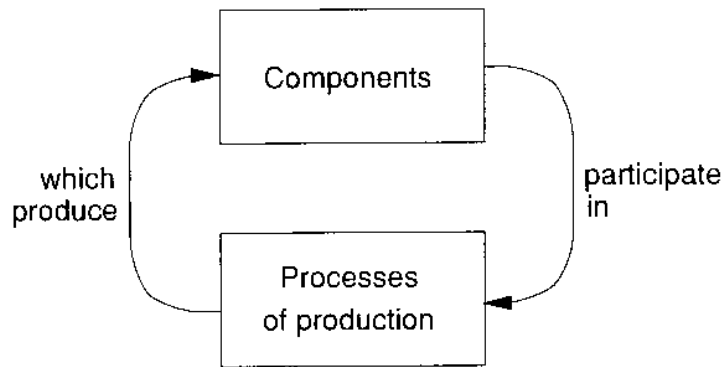 Components
which
produce
participate
in
Processes
of production